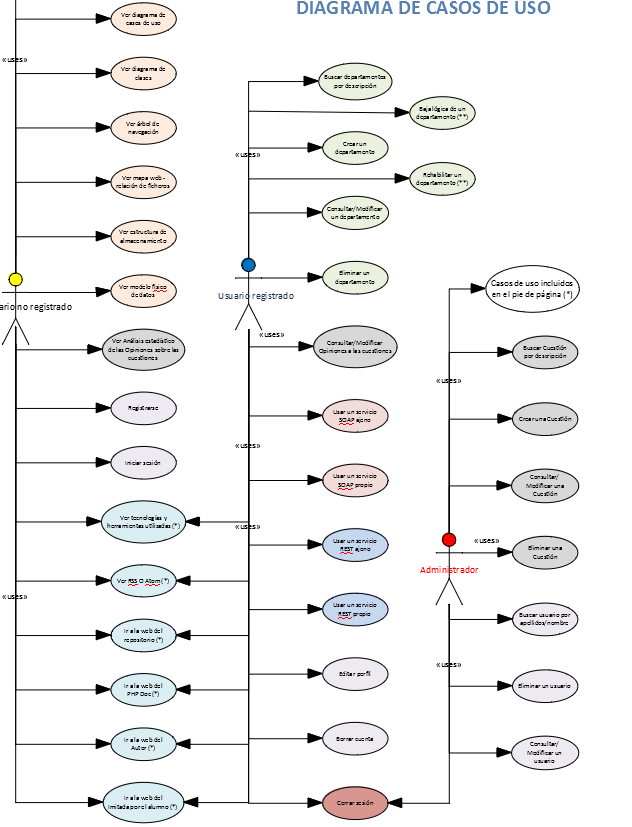 DIAGRAMA DE CASOS DE USO
Ver diagrama de
casos de uso
«uses»
Ver diagrama de
clases
Ver árbol de
navegación
Ver mapa web -
relación de ficheros
Ver estructura de
almacenamiento
Ver modelo físico
de datos
ario no registrado
Ver Análisis estadístico
de las Opiniones sobre las
cuestiones
Registrarse
Iniciar sesión
Ver tecnologías y
herramientas utilizadas (*)
Ver RSS O Atom (*)
«uses»
Ir a la web del
repositorio (*)
Ir a la web del
PHP Doc (*)
Ir a la web del
Autor (*)
Ir a la web del
imitada por el alumno (*)
Buscar departamentos
por descripción
Baja lógica de un
departamento (**)
«uses»
Crear un
departamento
Rehabilitar un
departamento (**)
Consultar/Modificar
un departamento
Eliminar un
departamento
Usuario registrado
«uses»
Consultar/Modificar
Opiniones a las cuestiones
Usar un servicio
SOAP ajeno
«uses»
Usar un servicio
SOAP propio
«uses»
Usar un servicio
REST ajeno
Usar un servicio
REST propio
Editar perfil
Borrar cuenta
Cerrar sesión
Casos de uso incluidos
en el pie de página (*)
Buscar Cuestión
por descripción
«uses»
Crear una Cuestión
Consultar/
Modificar una
Cuestión
«uses»
Eliminar una
Cuestión
Administrador
Buscar usuario por
apellidos/nombre
«uses»
Eliminar un usuario
Consultar/
Modificar un
usuario